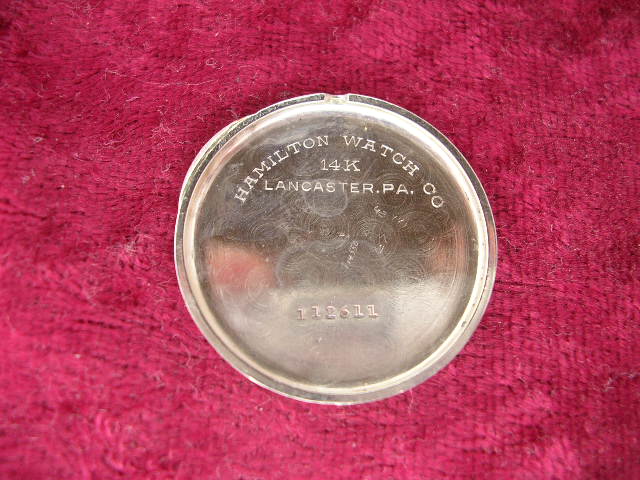 HAMILTON WATCH CO
14K
LANCASTER, PA.
112611